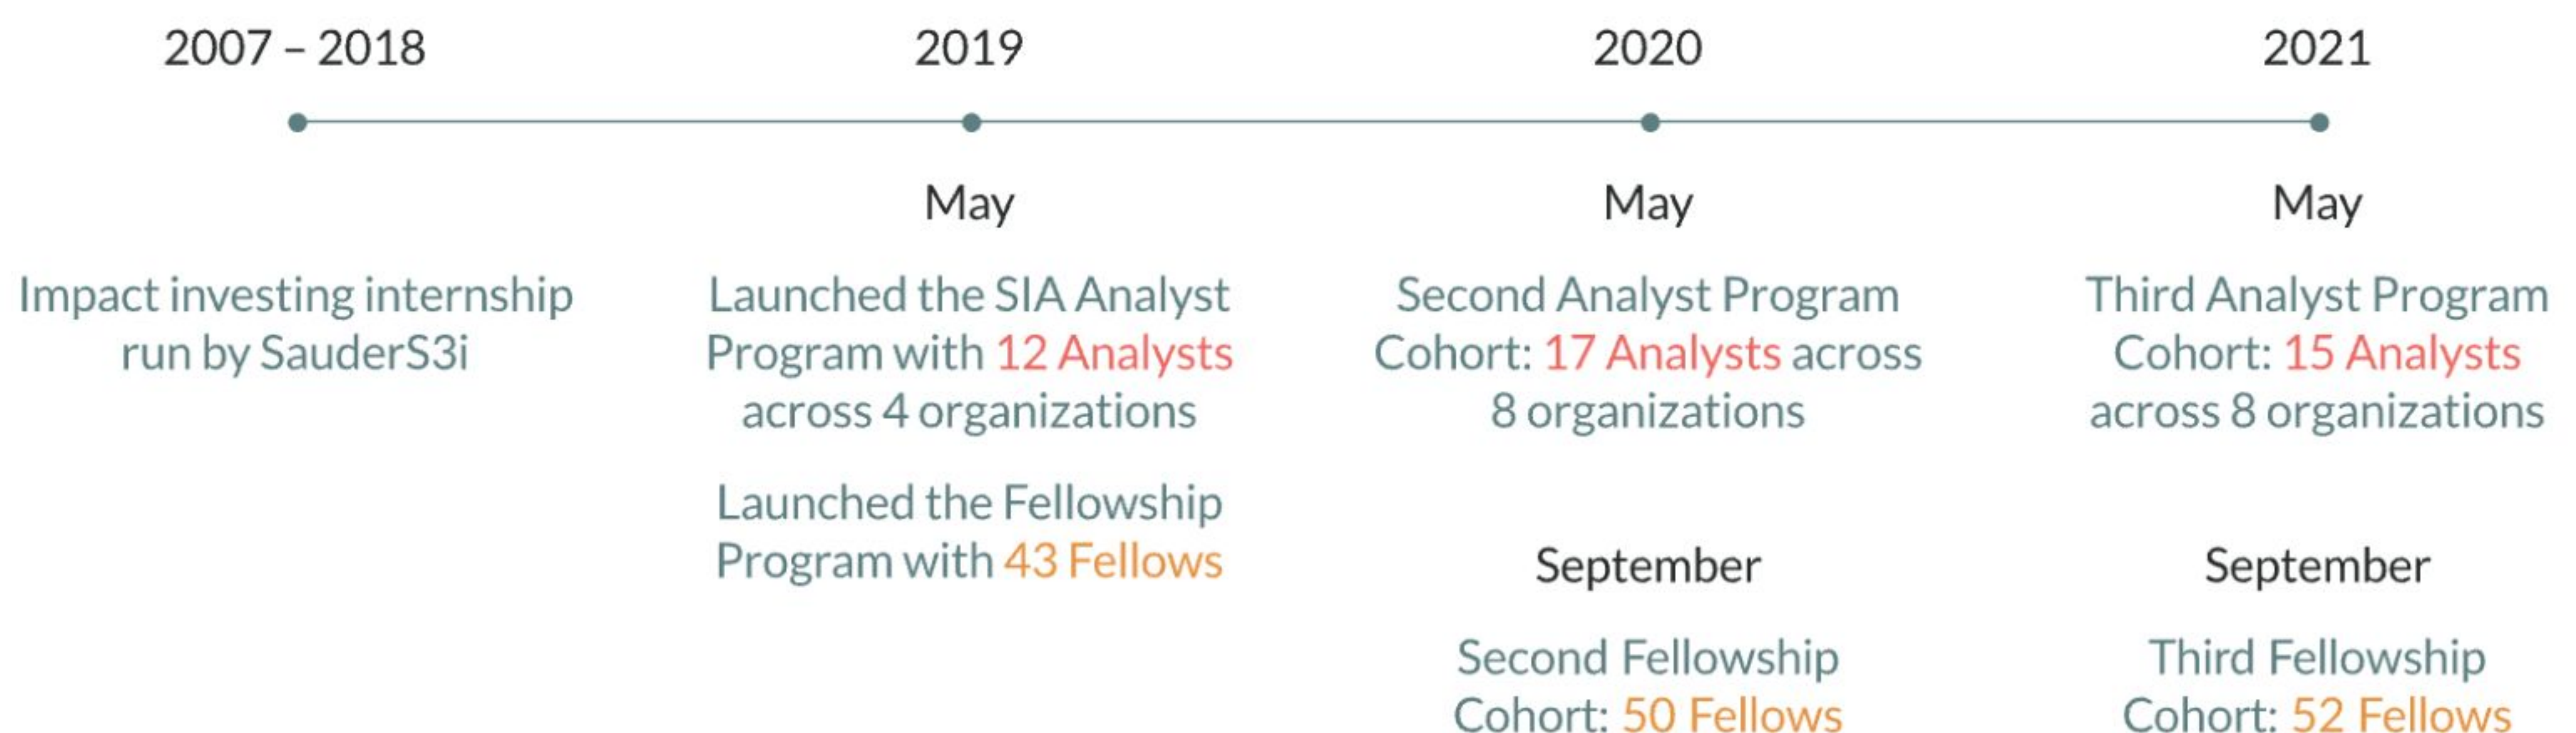 2007 – 2018
Impact investing internship
run by SauderS3i
2019
May
Launched the SIA Analyst
Program with 12 Analysts
across 4 organizations
Launched the Fellowship
Program with 43 Fellows
2020
May
Second Analyst Program
Cohort: 17 Analysts across
8 organizations
September
Second Fellowship
Cohort: 50 Fellows
2021
May
Third Analyst Program
Cohort: 15 Analysts
across 8 organizations
September
Third Fellowship
Cohort: 52 Fellows